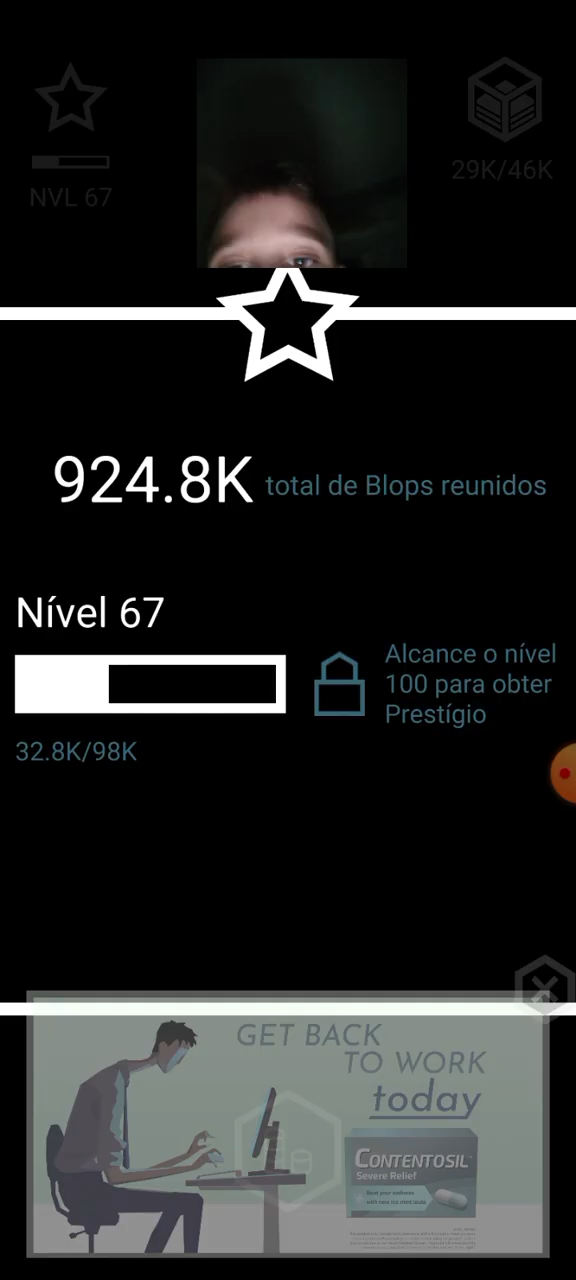 NVL 67
29K/46K
924.8K total de Blops reunidos
Nível 67
Alcance o nível
100 para obter
Prestígio
32.8K/98K
GET BACK
TO WORK
today
CONTENTOSIL
Severe Relief